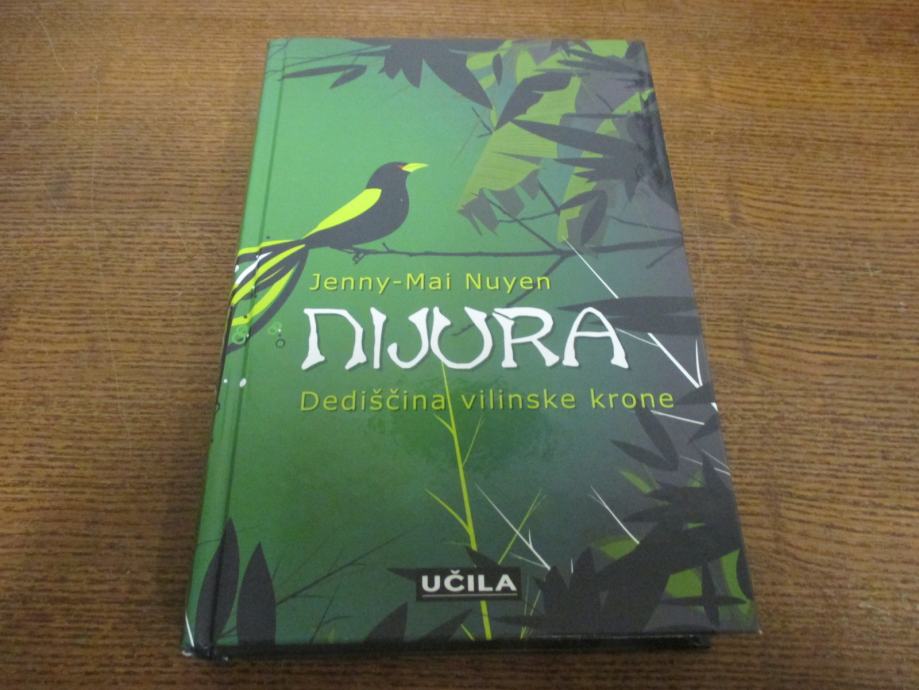 Jenny-Mai Nuyen
NIJURA
Dediščina vilinske krone
UČILA